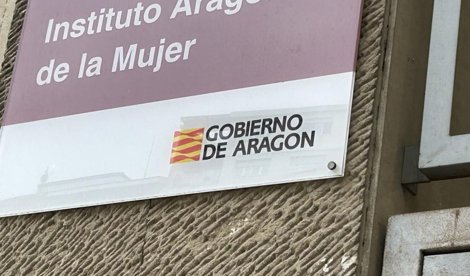 Instituto
de la Mujer
GOBIERNO
DE ARAGON